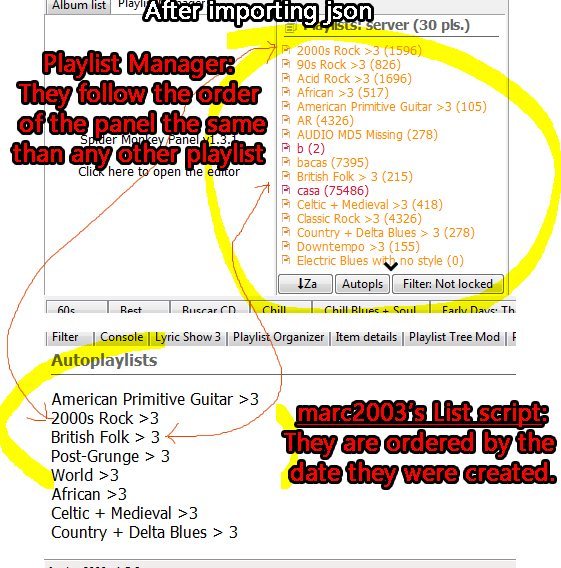 Album list
After importing json
Playlists: server (30 pls.)
2000s Rock >3 (1596)
90s Rock >3 (826)
Acid Rock >3 (1696)
African >3 (517)
American Primitive Guitar >3 (105)
AR (4326)
AUDIO MD5 Missing (278)
b (2)
bacas (7395)
British Folk > 3 (215)
casa (75486)
Celtic + Medieval >3 (418)
Classic Rock >3 (4326)
Country + Delta Blues > 3 (278)
Downtempo >3 (155)
Electric Blues with no style (0)
Za
Autopls
Filter: Not locked
Playlist Manager:
They follow the order
of the panel the same
than any other playlist
Spider Monkey Panel v1.3.1
Click here to open the editor
60s
Best
Buscar CD
Chill
Chill Blues + Soul
Early Days: Th
Filter
Console
Lyric Show 3
Playlist Organizer
Item details
Playlist Tree Mod
Autoplaylists
American Primitive Guitar >3
2000s Rock >3
British Folk > 3
Post-Grunge > 3
World >3
African >3
Celtic + Medieval >3
Country + Delta Blues > 3
marc2003's List script:
They are ordered by the
date they were created.